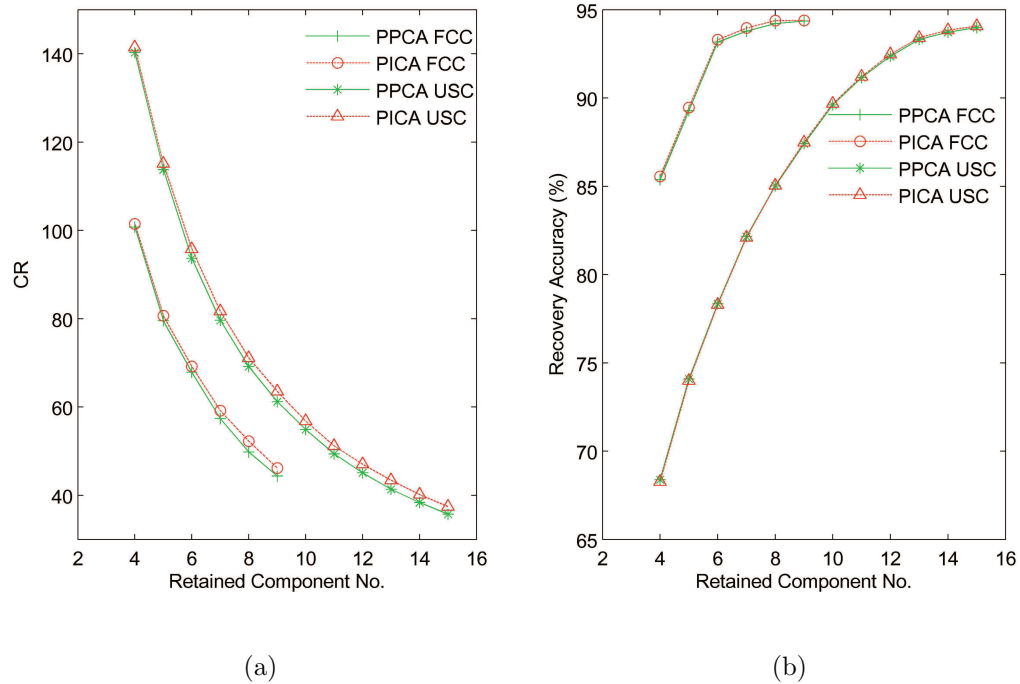 140
120
100
80
60
40
CR
2 4 6 8 10 12 14 16
Retained Component No.
PPCA FCC
PICA FCC
PPCA USC
PICA USC
(a)
95
90
85
80
75
70
65
Recovery Accuracy (%)
2 4 6 8 10 12 14 16
Retained Component No.
PPCA FCC
PICA FCC
PPCA USC
PICA USC
(b)